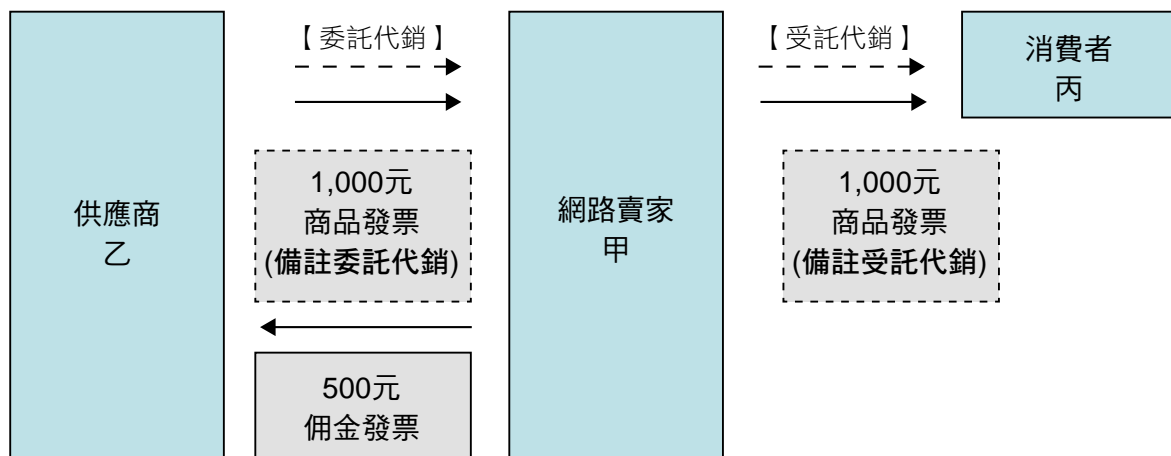 供應商
乙
【委託代銷】
1,000元
商品發票
(備註委託代銷)
500元
佣金發票
網路賣家
甲
【受託代銷】
1,000元
商品發票
(備註受託代銷)
消費者
丙